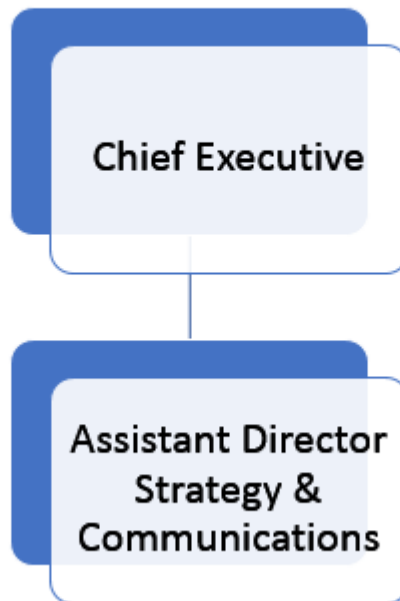 Chief Executive
Assistant Director
Strategy &
Communications